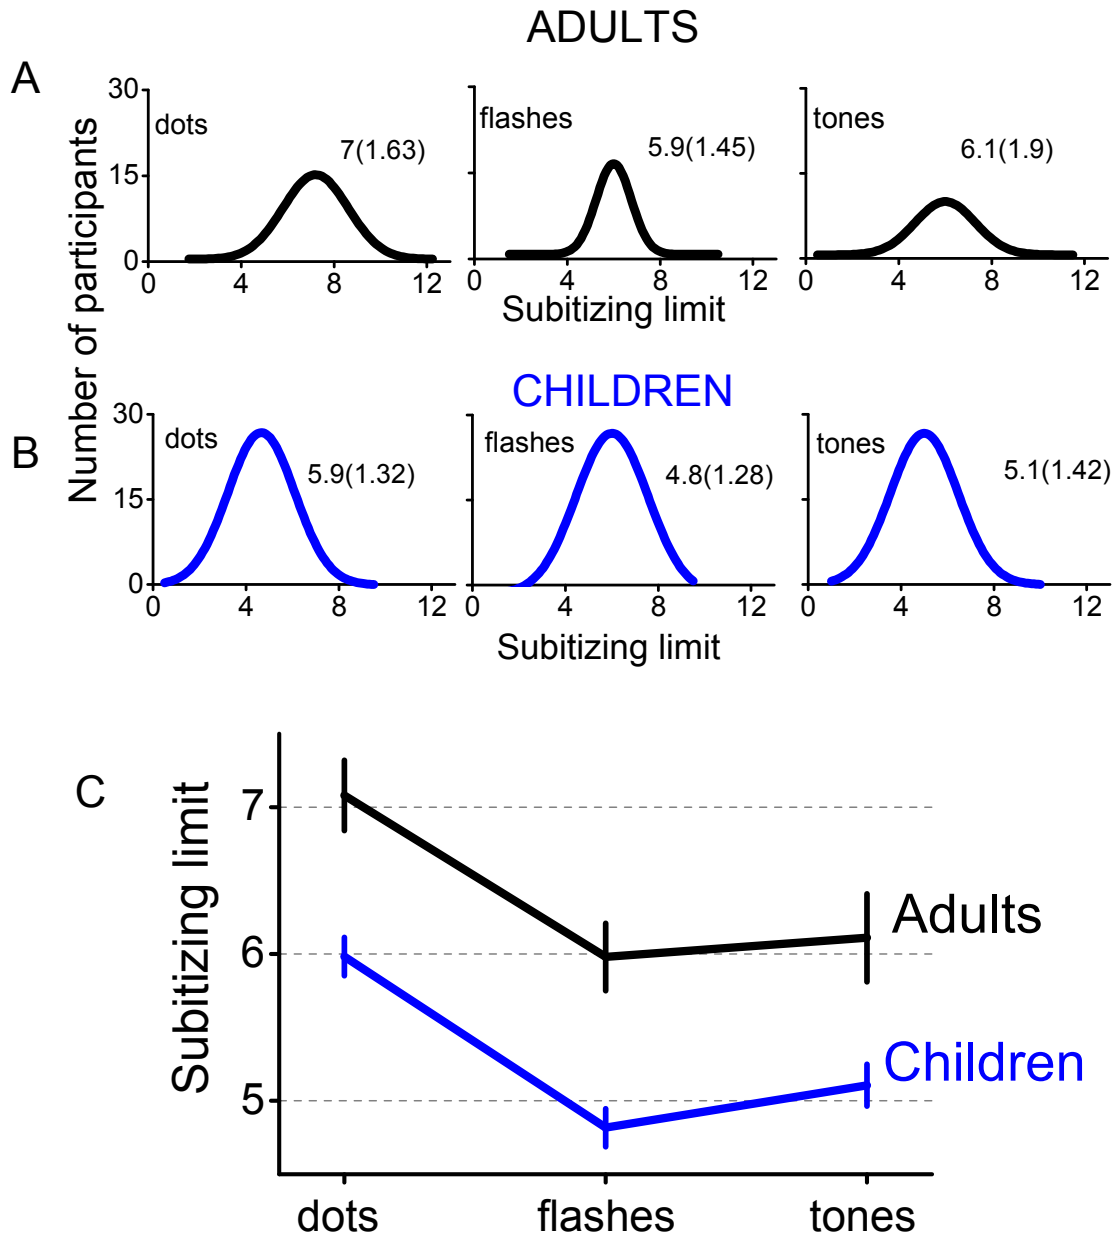 ADULTS
A
Number of participants
30
15
0
dots
7(1.63)
0 4 8 12
flashes
5.9(1.45)
4 8 12
tones
6.1(1.9)
0 4 8 12
Subitizing limit
CHILDREN
B
30
15
0
dots
5.9(1.32)
0 4 8 12
flashes
4.8(1.28)
0 4 8 12
tones
5.1(1.42)
0 4 8 12
Subitizing limit
C
Subitizing limit
7
6
5
Adults
Children
dots flashes tones